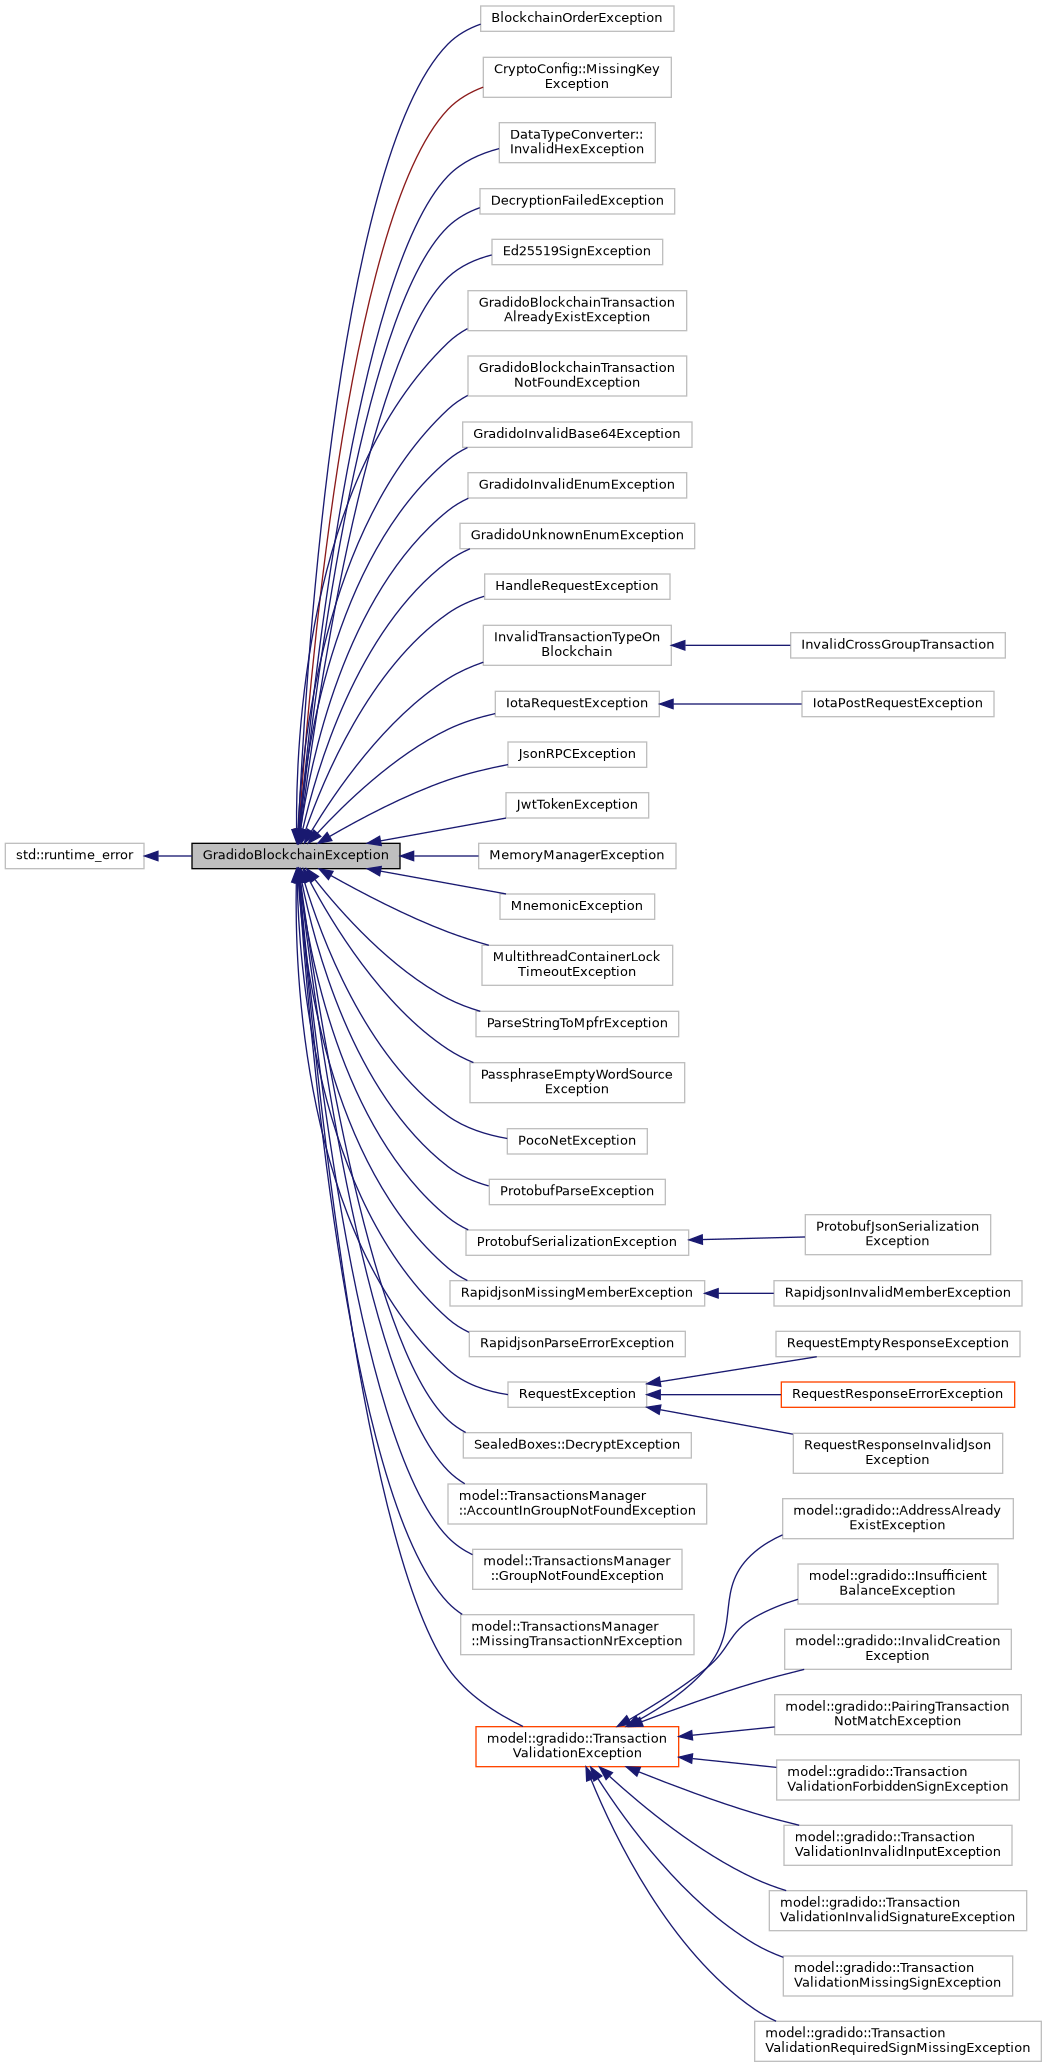 BlockchainOrderException
CryptoConfig::MissingKey
Exception
DataTypeConverter::
InvalidHexException
DecryptionFailedException
Ed25519SignException
GradidoBlockchainTransaction
AlreadyExistException
GradidoBlockchainTransaction
NotFoundException
GradidoInvalidBase64Exception
GradidoInvalidEnumException
GradidoUnknownEnumException
HandleRequestException
InvalidTransactionTypeOn
Blockchain
InvalidCrossGroupTransaction
IotaRequestException
IotaPostRequestException
JsonRPCException
JwtTokenException
std::runtime_error
GradidoBlockchainException
MemoryManagerException
MnemonicException
MultithreadContainerLock
TimeoutException
ParseStringToMpfrException
PassphraseEmptyWordSource
Exception
PocoNetException
ProtobufParseException
ProtobufSerializationException
ProtobufJsonSerialization
Exception
RapidjsonMissingMemberException
RapidjsonInvalidMemberException
RapidjsonParseErrorException
RequestException
RequestEmptyResponseException
RequestResponseErrorException
RequestResponseInvalidJson
Exception
SealedBoxes::DecryptException
model::TransactionsManager
::AccountInGroupNotFoundException
model::TransactionsManager
::GroupNotFoundException
model::TransactionsManager
::MissingTransactionNrException
model::gradido::Transaction
ValidationException
model::gradido::AddressAlready
ExistException
model::gradido::Insufficient
BalanceException
model::gradido::InvalidCreation
Exception
model::gradido::PairingTransaction
NotMatchException
model::gradido::Transaction
ValidationForbiddenSignException
model::gradido::Transaction
ValidationInvalidInputException
model::gradido::Transaction
ValidationInvalidSignatureException
model::gradido::Transaction
ValidationMissingSignException
model::gradido::Transaction
ValidationRequiredSignMissingException